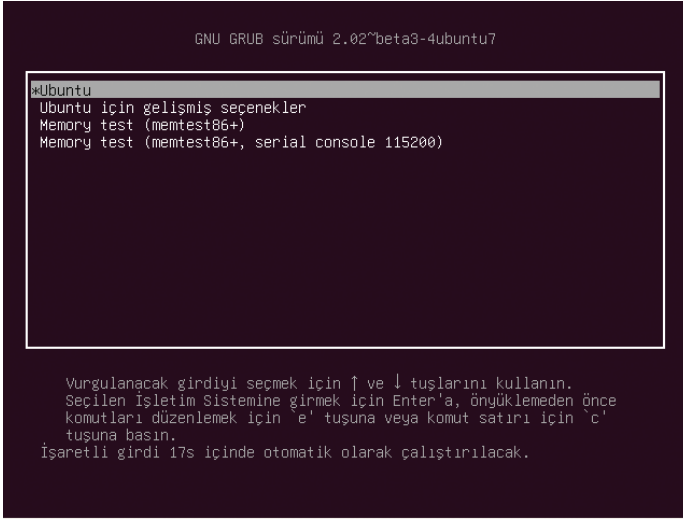 GNU GRUB sürümü 2.02~beta3-4ubuntu7
*Ubuntu
Ubuntu için gelişmiş seçenekler
Memory test (memtest86+)
Memory test (memtest86+, serial console 115200)
Vurgulanacak girdiyi seçmek için ↑ ve ↓ tuşlarını kullanın.
Seçilen İşletim Sistemine girmek için Enter'a, önyüklemeden önce
komutları düzenlemek için `e' tuşuna veya komut satırı için `c'
tuşuna basın.
İşaretli girdi 17s içinde otomatik olarak çalıştırılacak.